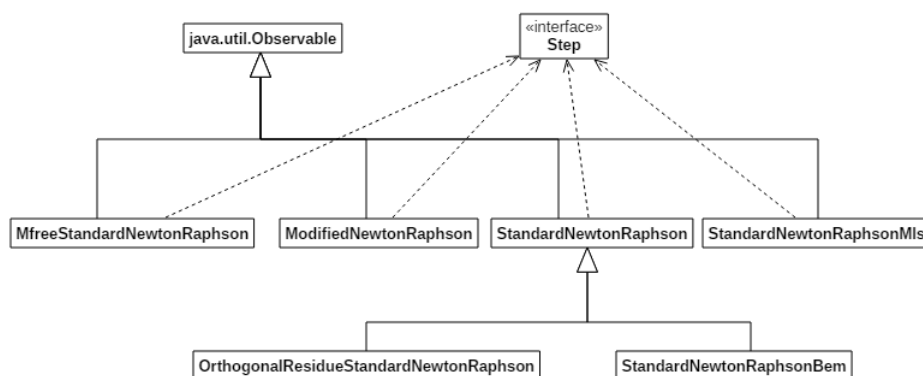 java.util.Observable
«interface»
Step
MfreeStandardNewtonRaphson
ModifiedNewtonRaphson
StandardNewtonRaphson
StandardNewtonRaphsonMls
OrthogonalResidueStandardNewtonRaphson
StandardNewtonRaphsonBem